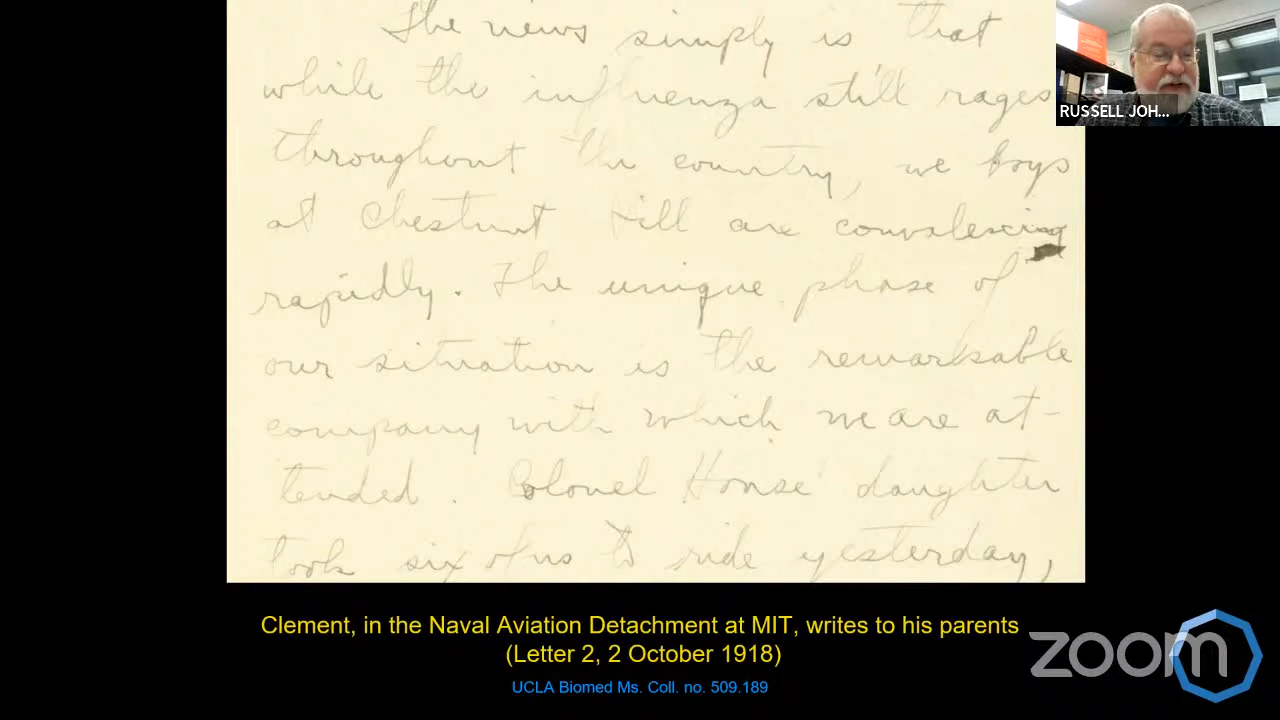 The news simply is that
while the influenza still rages
throughout the country, we boys
at Chestnut Hill are convalescing
rapidly. The unique phase of
our situation is the remarkable
company with which we are at-
tended. Colonel House' daughter
took six of us to ride yesterday,
RUSSELL JOH...
Clement, in the Naval Aviation Detachment at MIT, writes to his parents
(Letter 2, 2 October 1918)
UCLA Biomed Ms. Coll. no. 509.189
zoom